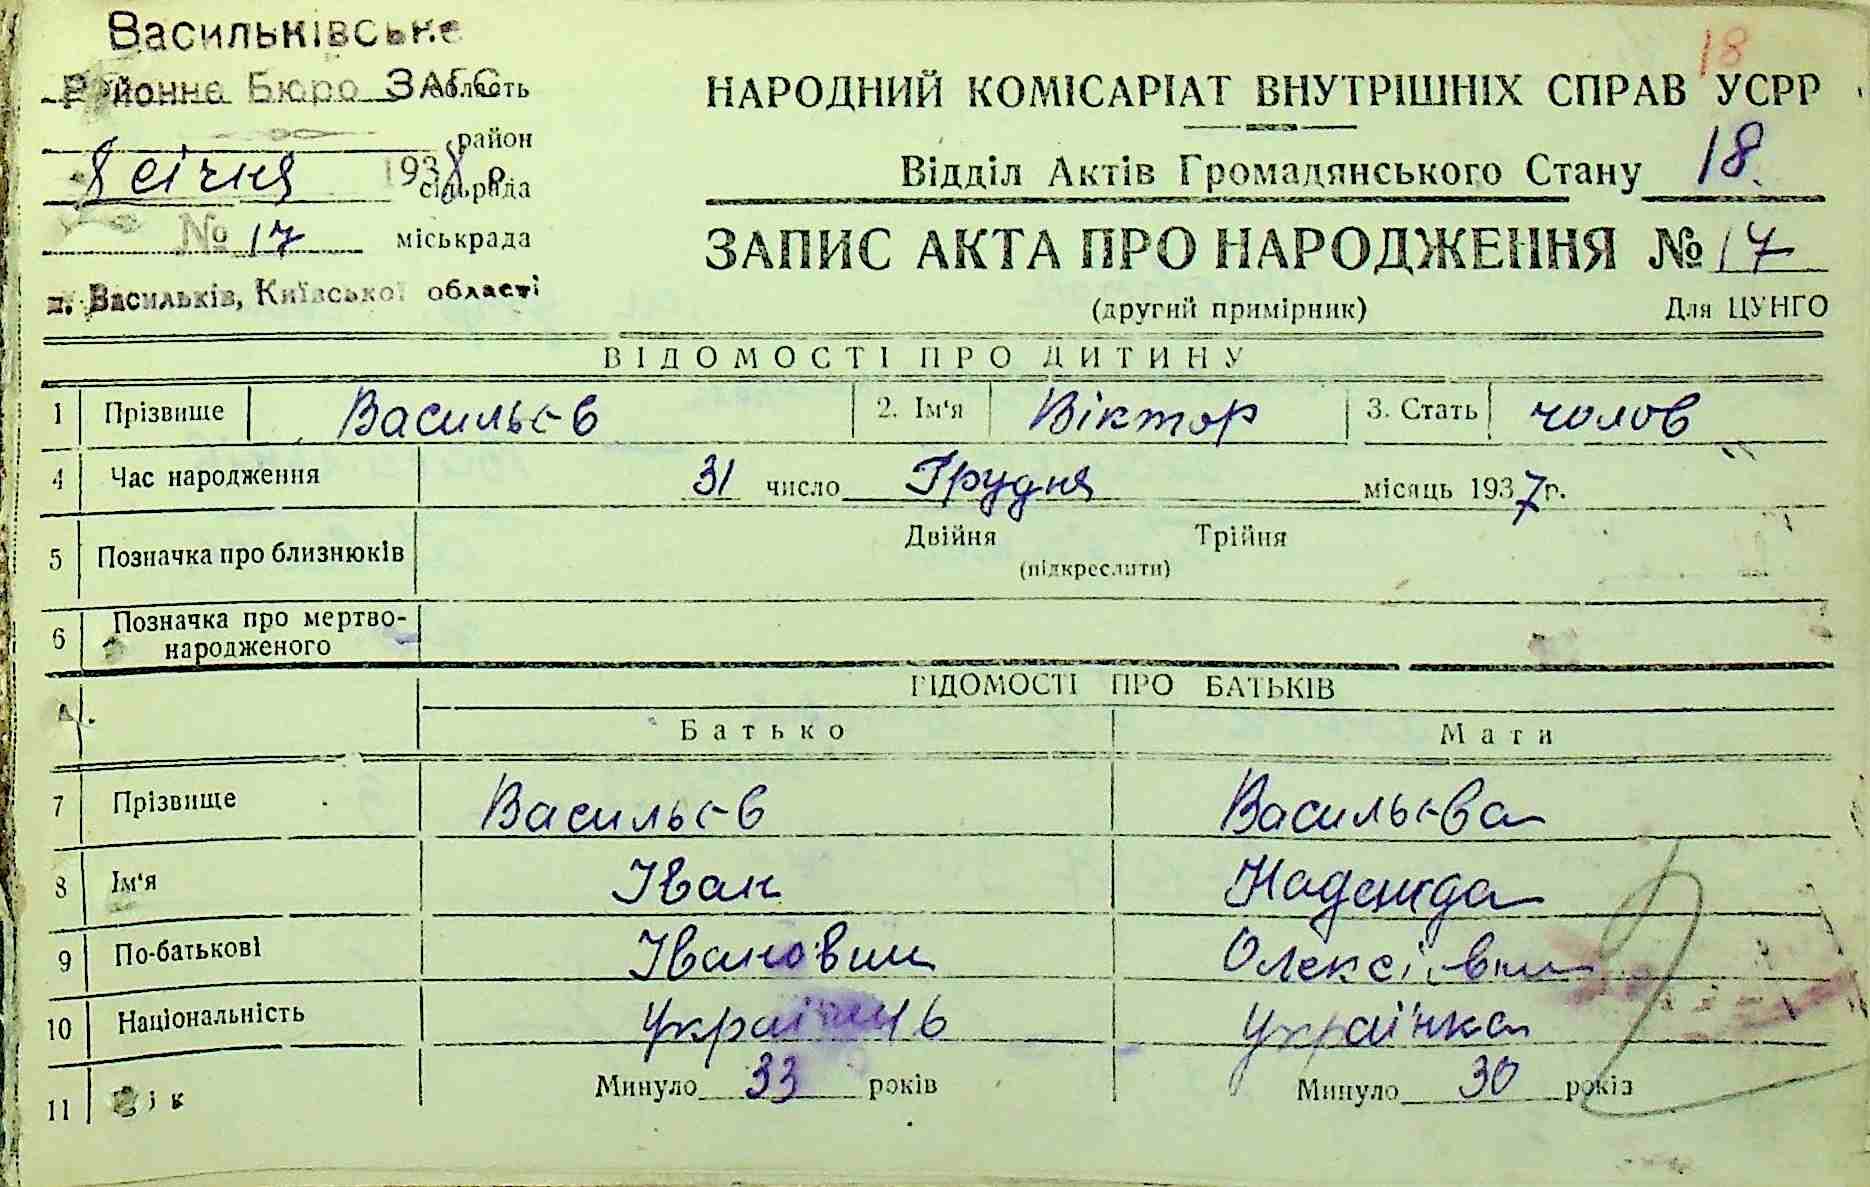 Васильківське
Районне Бюро ЗАГС область
район
8 січня 1938 р. сільрада
№ 17 міськрада
м. Васильків, Київської області
18
НАРОДНИЙ КОМІСАРІАТ ВНУТРІШНІХ СПРАВ УСРР
Відділ Актів Громадянського Стану 18.
ЗАПИС АКТА ПРО НАРОДЖЕННЯ № 17
(другий примірник) Для ЦУНГО
ВІДОМОСТІ ПРО ДИТИНУ
1 Прізвище Васильєв 2. Ім‘я Віктор 3. Стать чолов
4 Час народження 31 число Грудня місяць 1937 р.
5 Позначка про близнюків Двійня Трійня
(підкреслити)
6 Позначка про мертво-
народженого
ВІДОМОСТІ ПРО БАТЬКІВ
Батько Мати
7 Прізвище Васильєв Васильєва
8 Ім‘я Іван Надежда
9 По-батькові Іванович Олексіївни
10 Національність Українець Українка
11 Вік Минуло 33 років Минуло 30 років